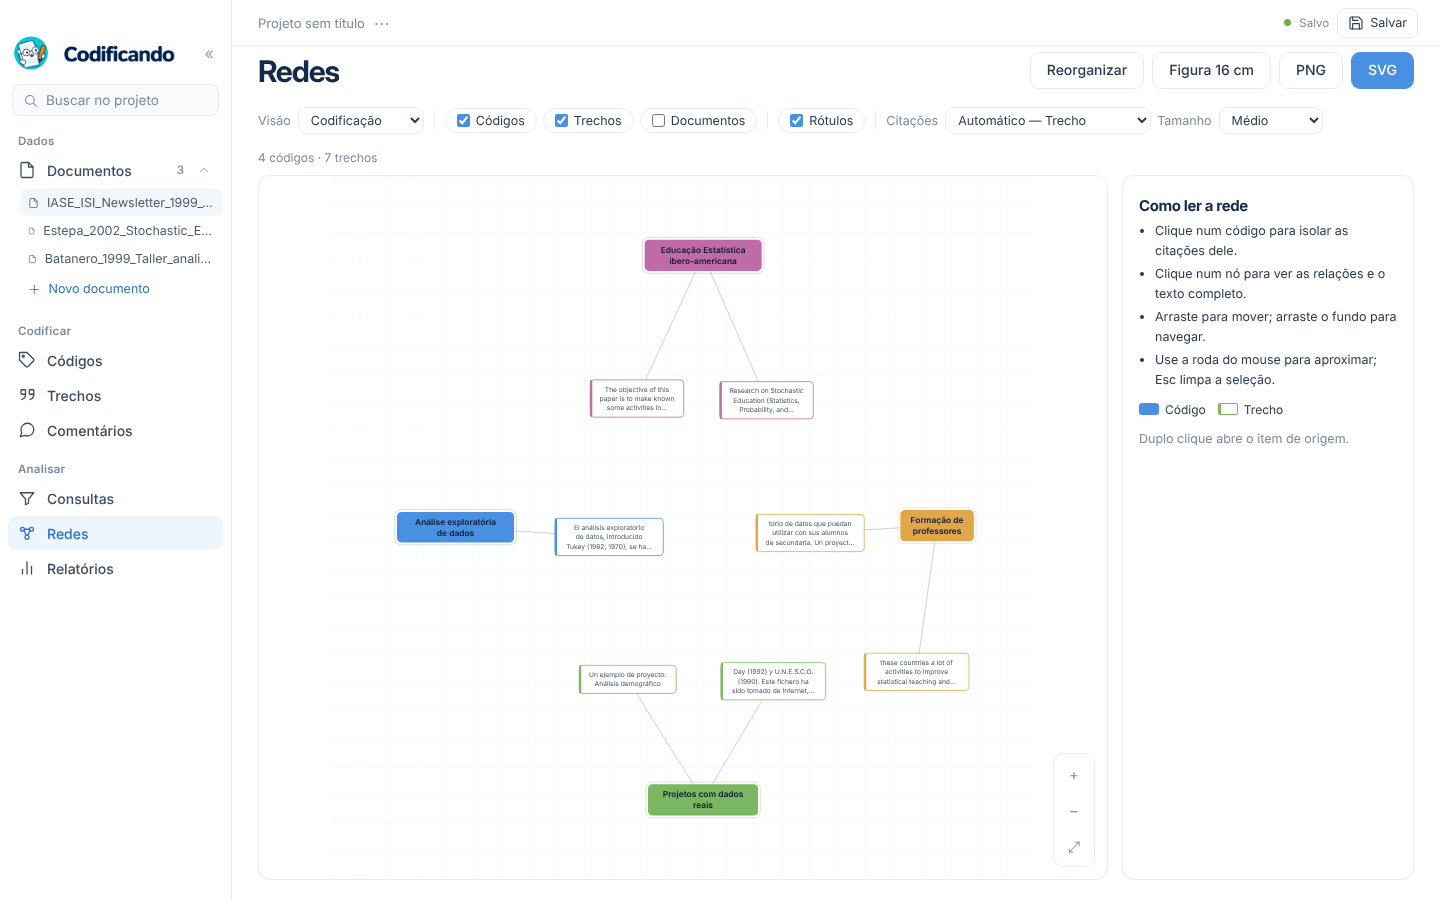 Projeto sem título ···
Salvo
Salvar
Codificando
«
Buscar no projeto
Dados
Documentos 3
IASE_ISI_Newsletter_1999_...
Estepa_2002_Stochastic_E...
Batanero_1999_Taller_anali...
+ Novo documento
Codificar
Códigos
Trechos
Comentários
Analisar
Consultas
Redes
Relatórios
Redes
Reorganizar
Figura 16 cm
PNG
SVG
Visão Codificação Códigos Trechos Documentos Rótulos Citações Automático — Trecho Tamanho Médio
4 códigos · 7 trechos
Educação Estatística
ibero-americana
The objective of this
paper is to make known
some activities in...
Research on Stochastic
Education (Statistics,
Probability, and...
Análise exploratória
de dados
El análisis exploratorio
de datos, introducido
Tukey (1962; 1970), se ha...
torio de datos que puedan
utilizar con sus alumnos
de secundaria. Un proyect...
Formação de
professores
Un ejemplo de proyecto:
Análisis demográfico
Day (1992) y U.N.E.S.C.O.
(1990). Este fichero ha
sido tomado de Internet,...
these countries a lot of
activities to improve
statistical teaching and...
Projetos com dados
reais
+
−
Como ler a rede
• Clique num código para isolar as
citações dele.
• Clique num nó para ver as relações e o
texto completo.
• Arraste para mover; arraste o fundo para
navegar.
• Use a roda do mouse para aproximar;
Esc limpa a seleção.
Código Trecho
Duplo clique abre o item de origem.